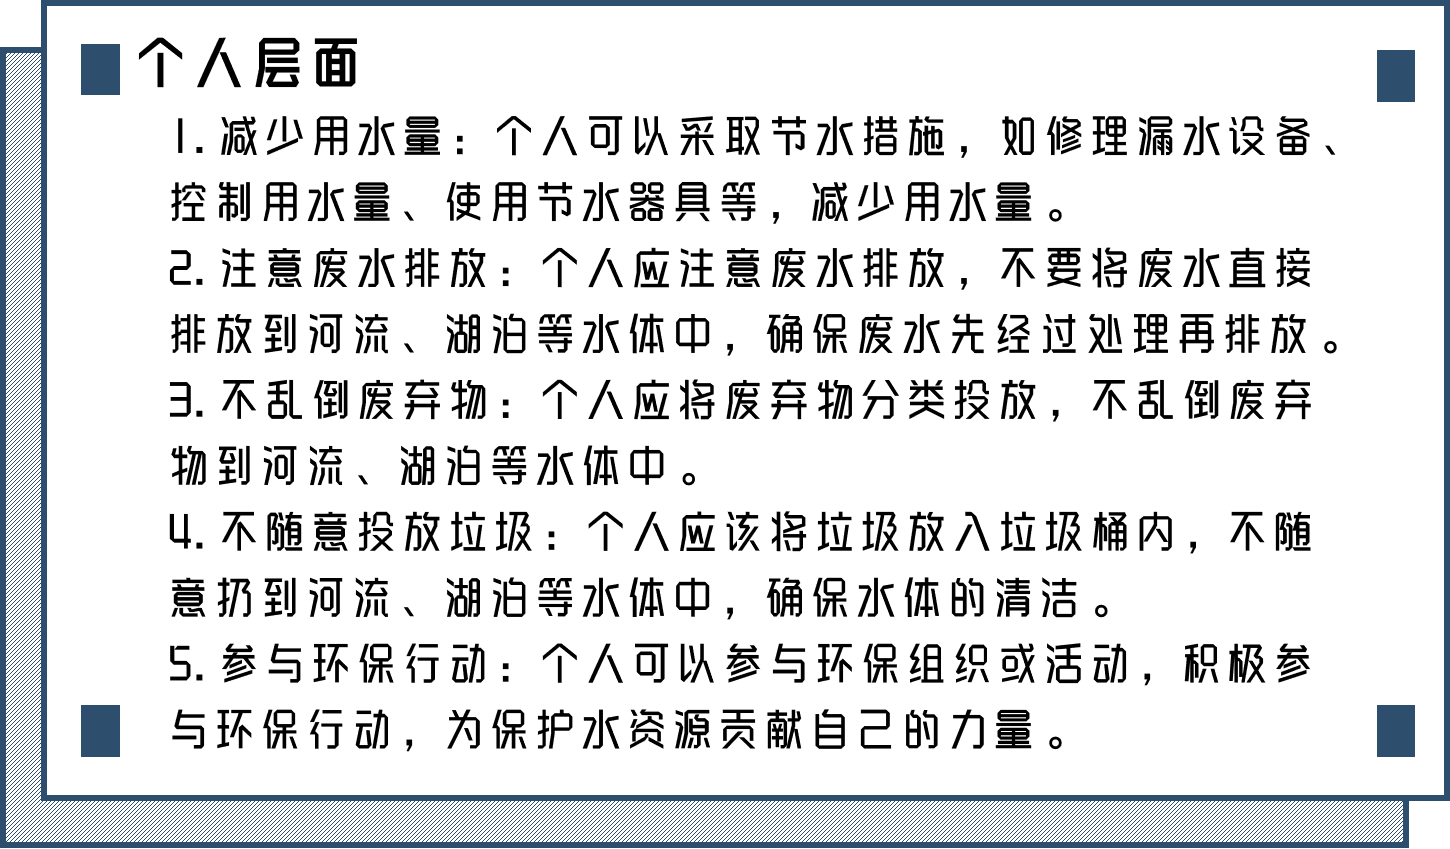 个人层面
1.减少用水量：个人可以采取节水措施，如修理漏水设备、
控制用水量、使用节水器具等，减少用水量。
2.注意废水排放：个人应注意废水排放，不要将废水直接
排放到河流、湖泊等水体中，确保废水先经过处理再排放。
3.不乱倒废弃物：个人应将废弃物分类投放，不乱倒废弃
物到河流、湖泊等水体中。
4.不随意投放垃圾：个人应该将垃圾放入垃圾桶内，不随
意扔到河流、湖泊等水体中，确保水体的清洁。
5.参与环保行动：个人可以参与环保组织或活动，积极参
与环保行动，为保护水资源贡献自己的力量。